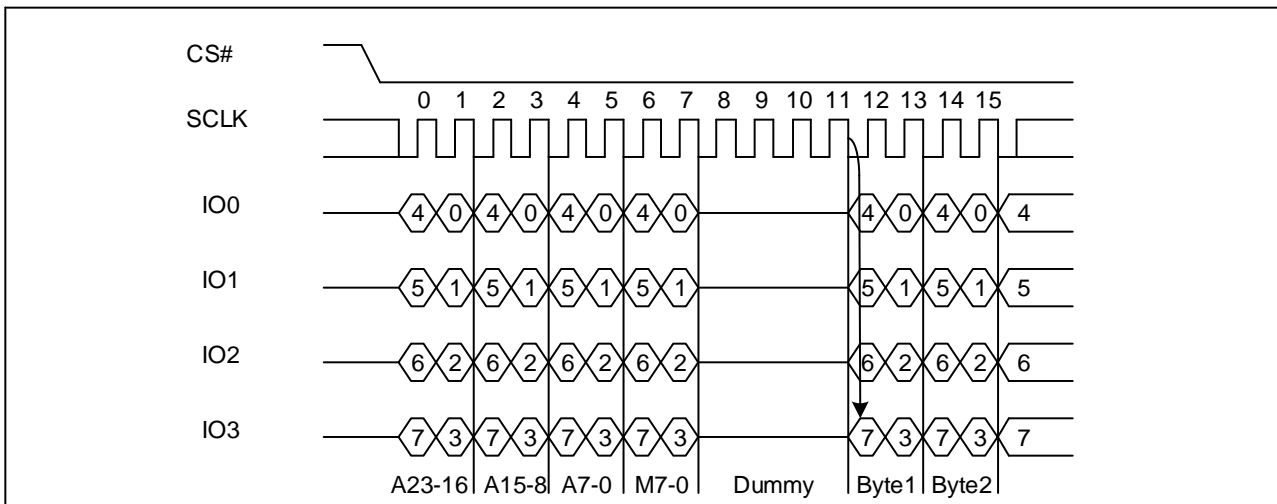 CS#
0 1 2 3 4 5 6 7 8 9 10 11 12 13 14 15
SCLK
IO0 4 0 4 0 4 0 4 0 4 0 4 0 4
IO1 5 1 5 1 5 1 5 1 5 1 5 1 5
IO2 6 2 6 2 6 2 6 2 6 2 6 2 6
IO3 7 3 7 3 7 3 7 3 7 3 7 3 7
A23-16 A15-8 A7-0 M7-0 Dummy Byte1 Byte2